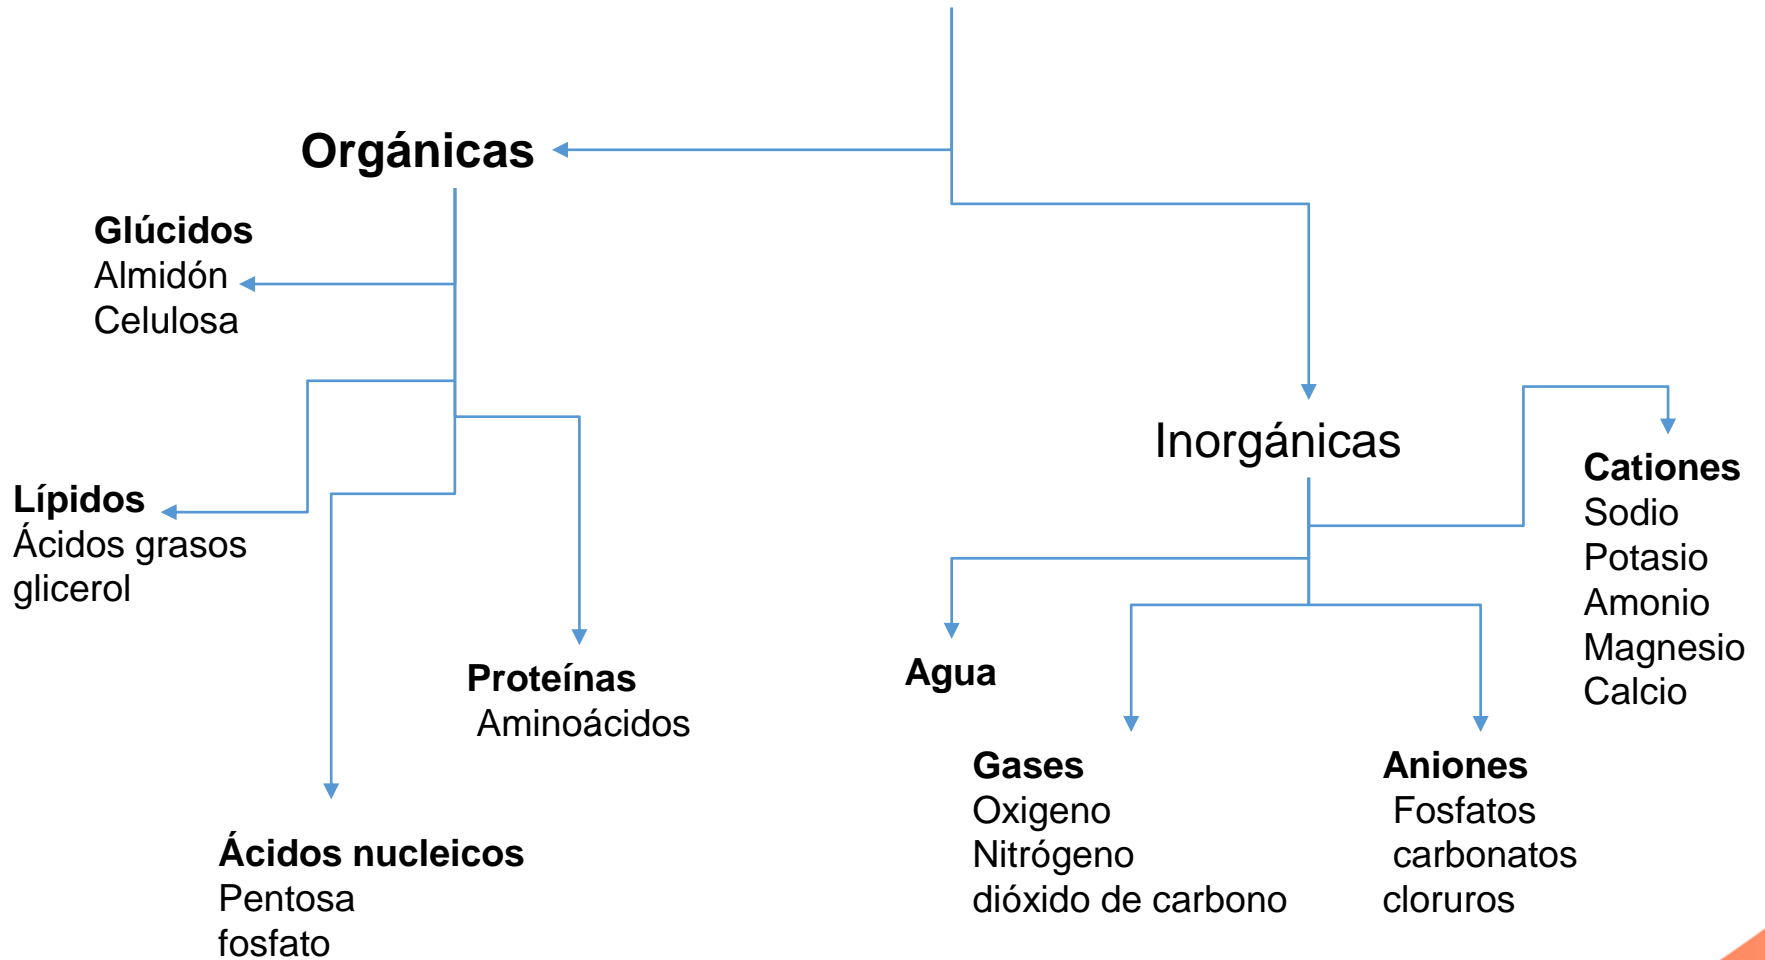 Orgánicas
Glúcidos
Almidón
Celulosa
Lípidos
Ácidos grasos
glicerol
Proteínas
Aminoácidos
Ácidos nucleicos
Pentosa
fosfato
Inorgánicas
Agua
Gases
Oxigeno
Nitrógeno
dióxido de carbono
Aniones
Fosfatos
carbonatos
cloruros
Cationes
Sodio
Potasio
Amonio
Magnesio
Calcio